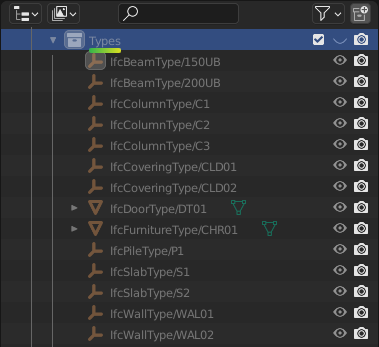 Types
IfcBeamType/150UB
IfcBeamType/200UB
IfcColumnType/C1
IfcColumnType/C2
IfcColumnType/C3
IfcCoveringType/CLD01
IfcCoveringType/CLD02
IfcDoorType/DT01
IfcFurnitureType/CHR01
IfcPileType/P1
IfcSlabType/S1
IfcSlabType/S2
IfcWallType/WAL01
IfcWallType/WAL02